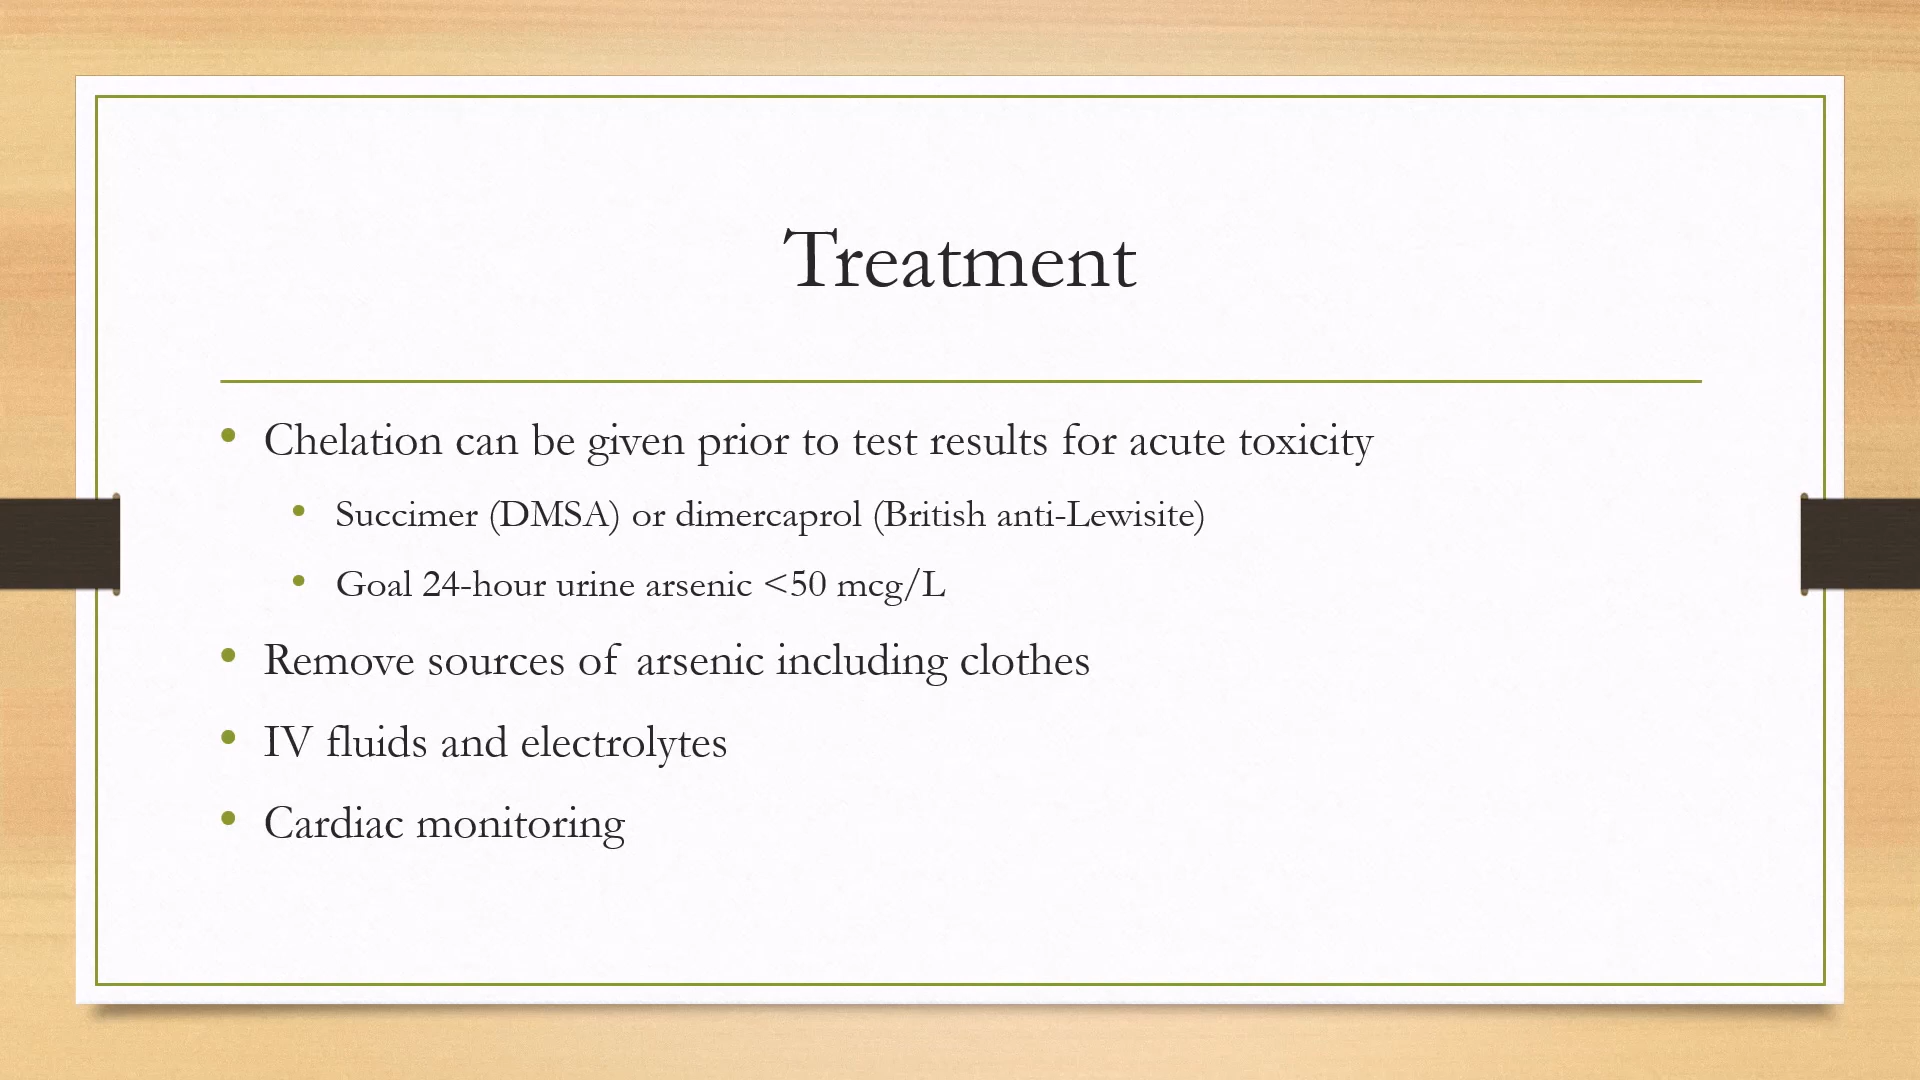 Treatment
• Chelation can be given prior to test results for acute toxicity
• Succimer (DMSA) or dimercaprol (British anti-Lewisite)
• Goal 24-hour urine arsenic <50 mcg/L
• Remove sources of arsenic including clothes
• IV fluids and electrolytes
• Cardiac monitoring